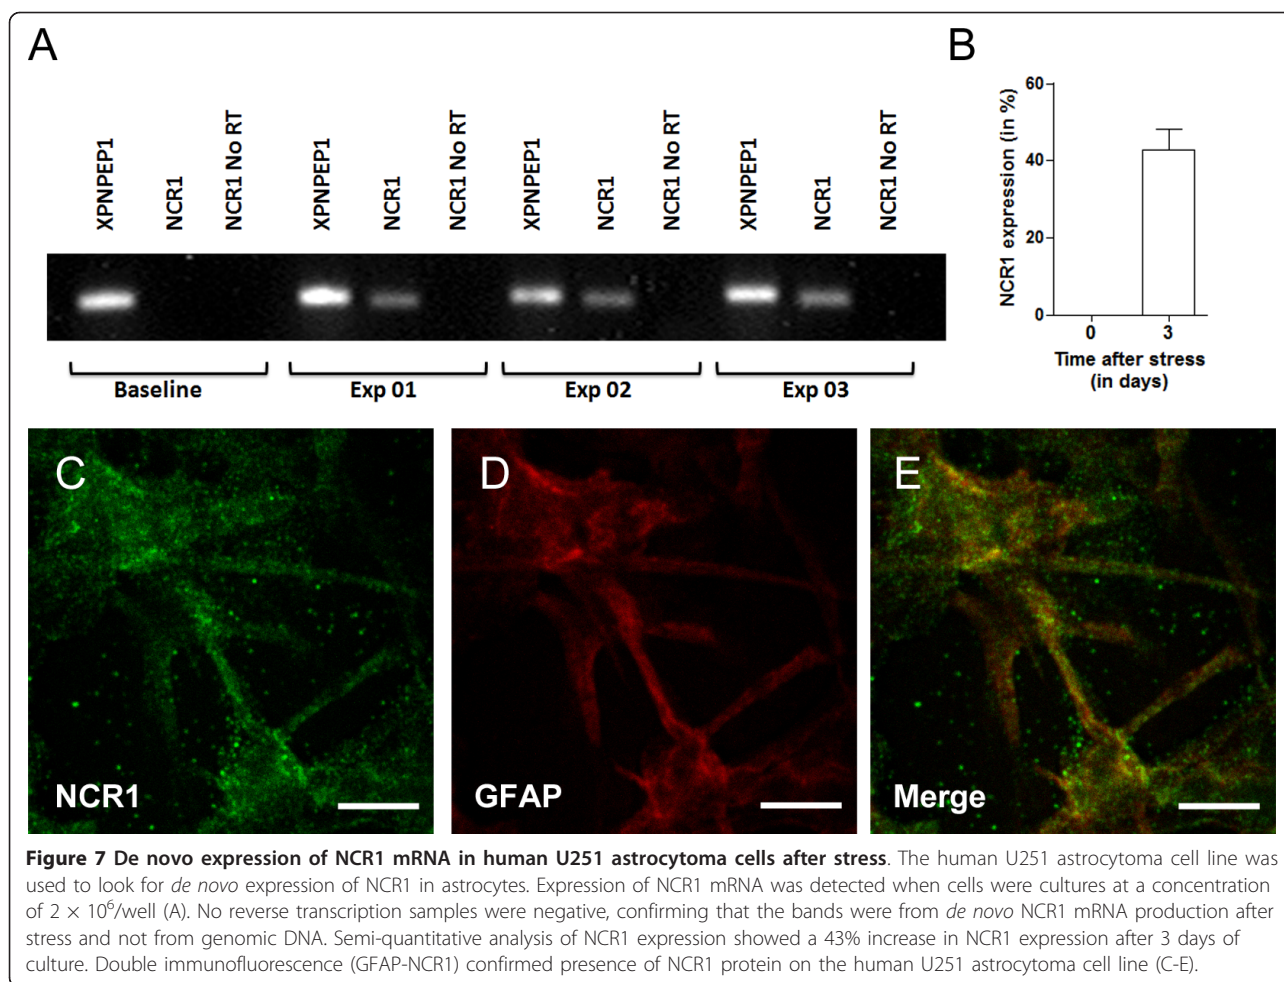 A
XPNPEP1
NCR1
NCR1 No RT
XPNPEP1
NCR1
NCR1 No RT
XPNPEP1
NCR1
NCR1 No RT
XPNPEP1
NCR1
NCR1 No RT
Baseline
Exp 01
Exp 02
Exp 03
B
NCR1 expression (in %)
60
40
20
0
0
3
Time after stress
(in days)
C
NCR1
D
GFAP
E
Merge
Figure 7 De novo expression of NCR1 mRNA in human U251 astrocytoma cells after stress. The human U251 astrocytoma cell line was
used to look for de novo expression of NCR1 in astrocytes. Expression of NCR1 mRNA was detected when cells were cultures at a concentration
of 2 × 10⁶/well (A). No reverse transcription samples were negative, confirming that the bands were from de novo NCR1 mRNA production after
stress and not from genomic DNA. Semi-quantitative analysis of NCR1 expression showed a 43% increase in NCR1 expression after 3 days of
culture. Double immunofluorescence (GFAP-NCR1) confirmed presence of NCR1 protein on the human U251 astrocytoma cell line (C-E).